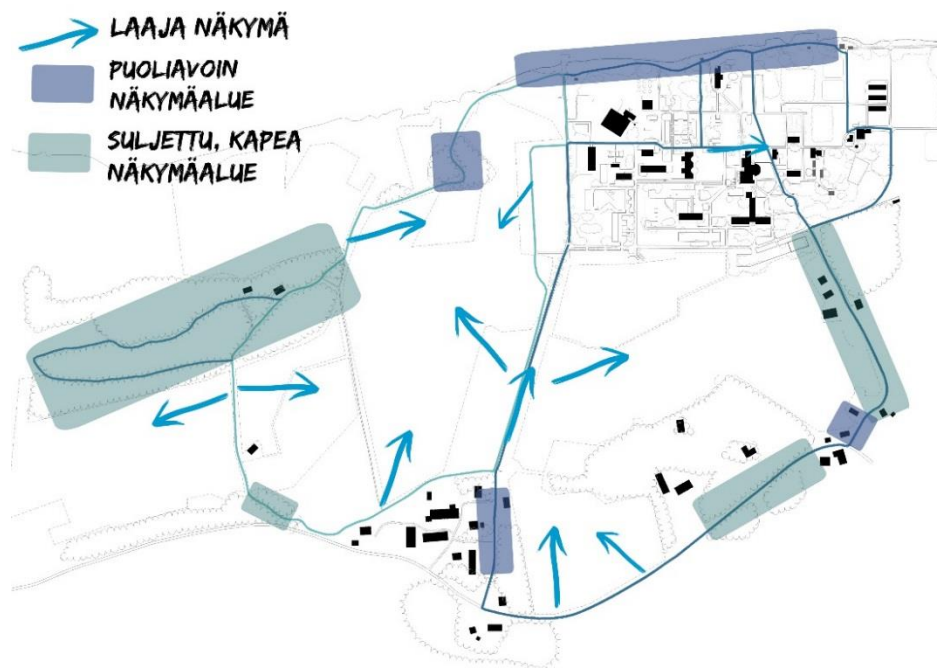 LAAJA NÄKYMÄ
PUOLIAVOIN
NÄKYMÄALUE
SULJETTU, KAPEA
NÄKYMÄALUE